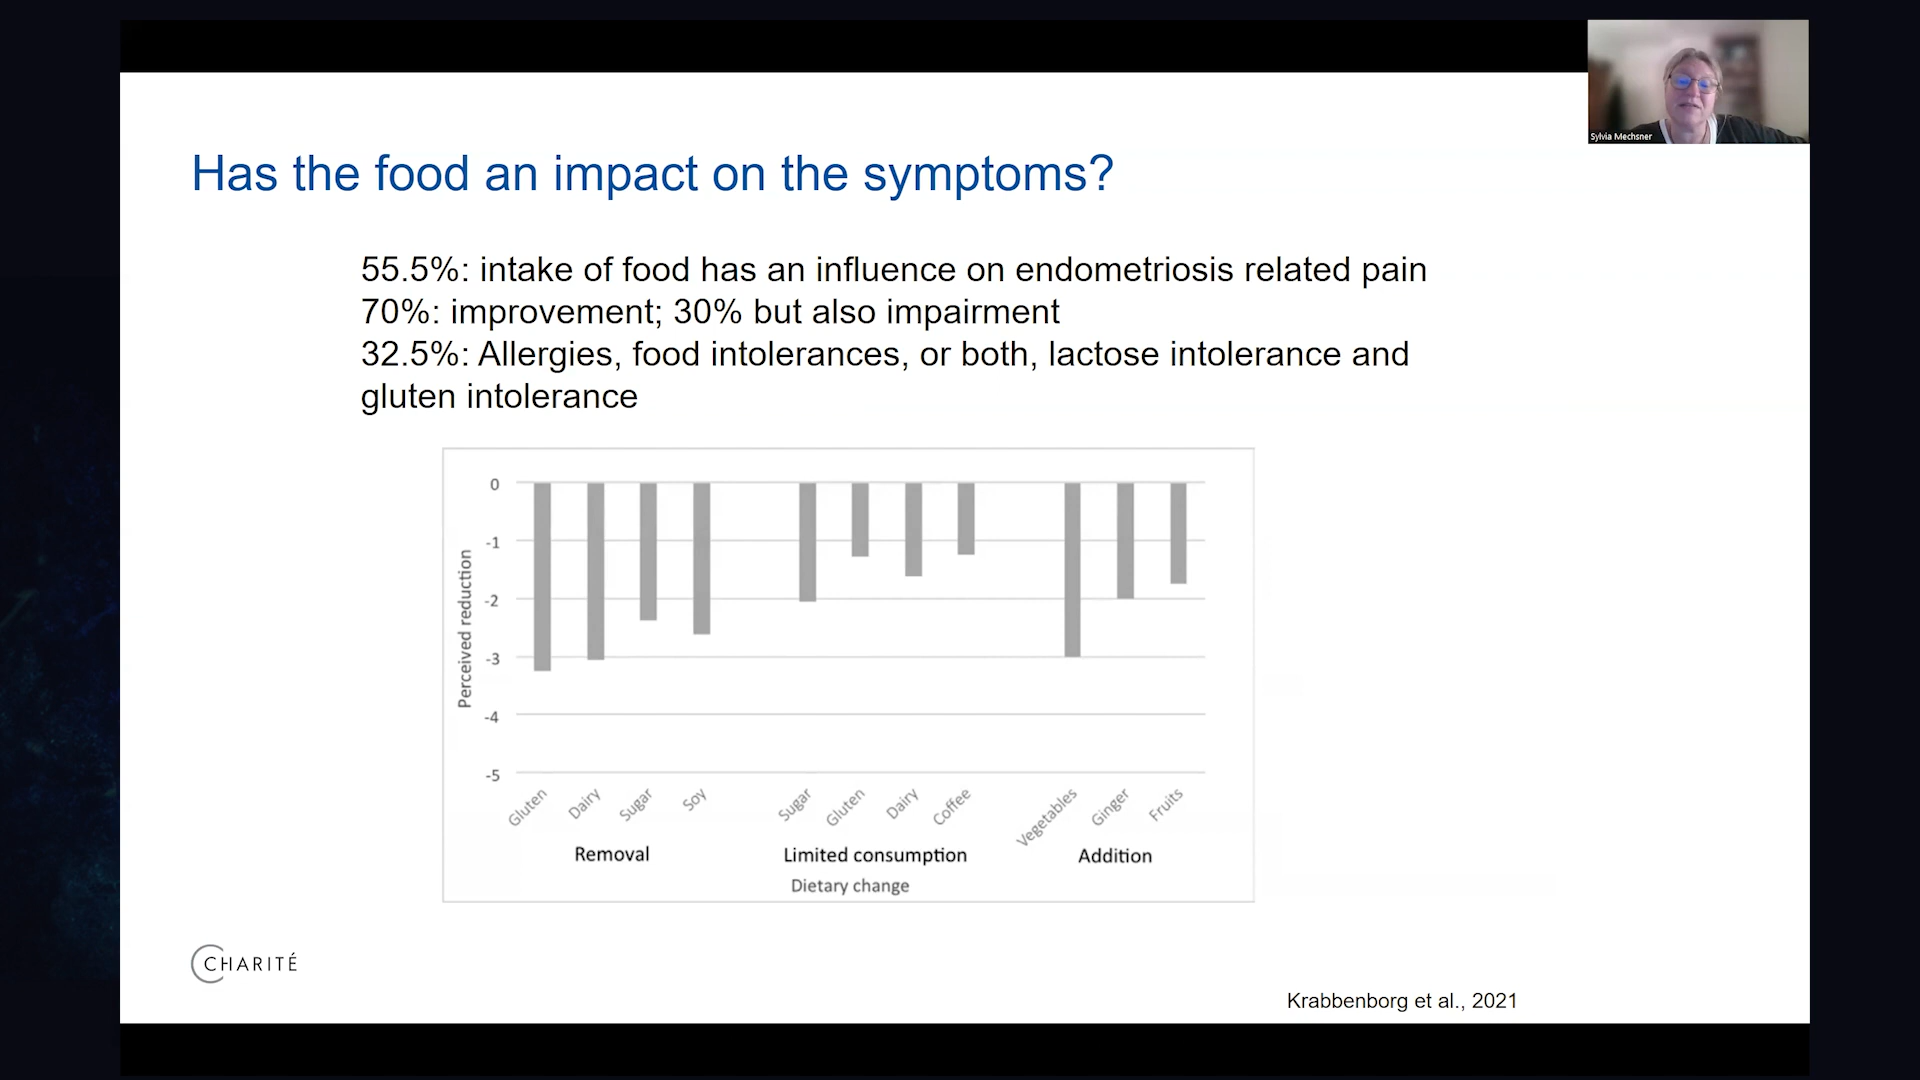 Sylvia Mechsner
Has the food an impact on the symptoms?
55.5%: intake of food has an influence on endometriosis related pain
70%: improvement; 30% but also impairment
32.5%: Allergies, food intolerances, or both, lactose intolerance and
gluten intolerance
0
-1
-2
-3
-4
-5
Perceived reduction
Gluten
Dairy
Sugar
Soy
Sugar
Gluten
Dairy
Coffee
Vegetables
Ginger
Fruits
Removal
Limited consumption
Addition
Dietary change
CHARITÉ
Krabbenborg et al., 2021